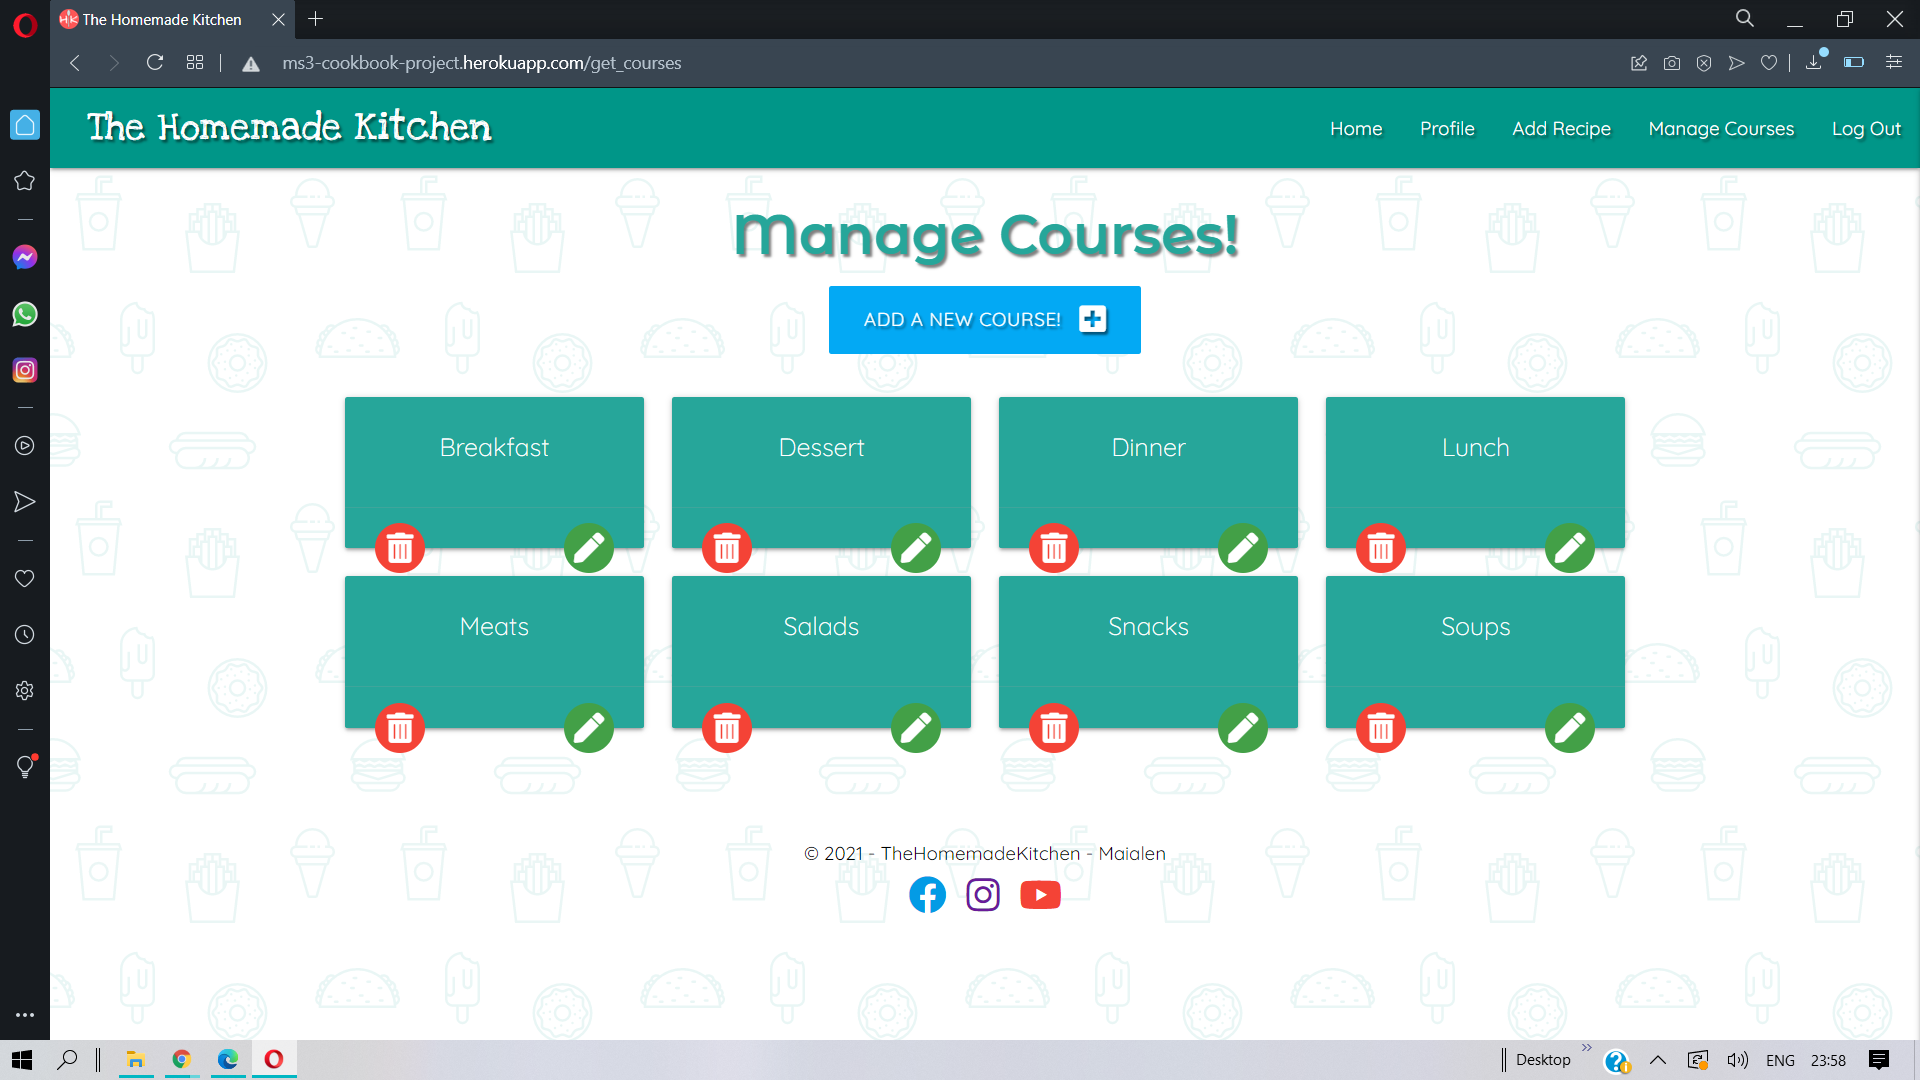 The Homemade Kitchen
ms3-cookbook-project.herokuapp.com/get_courses
The Homemade Kitchen
Home
Profile
Add Recipe
Manage Courses
Log Out
Manage Courses!
ADD A NEW COURSE!
Breakfast
Dessert
Dinner
Lunch
Meats
Salads
Snacks
Soups
© 2021 - TheHomemadeKitchen - Maialen
Desktop
ENG
23:58